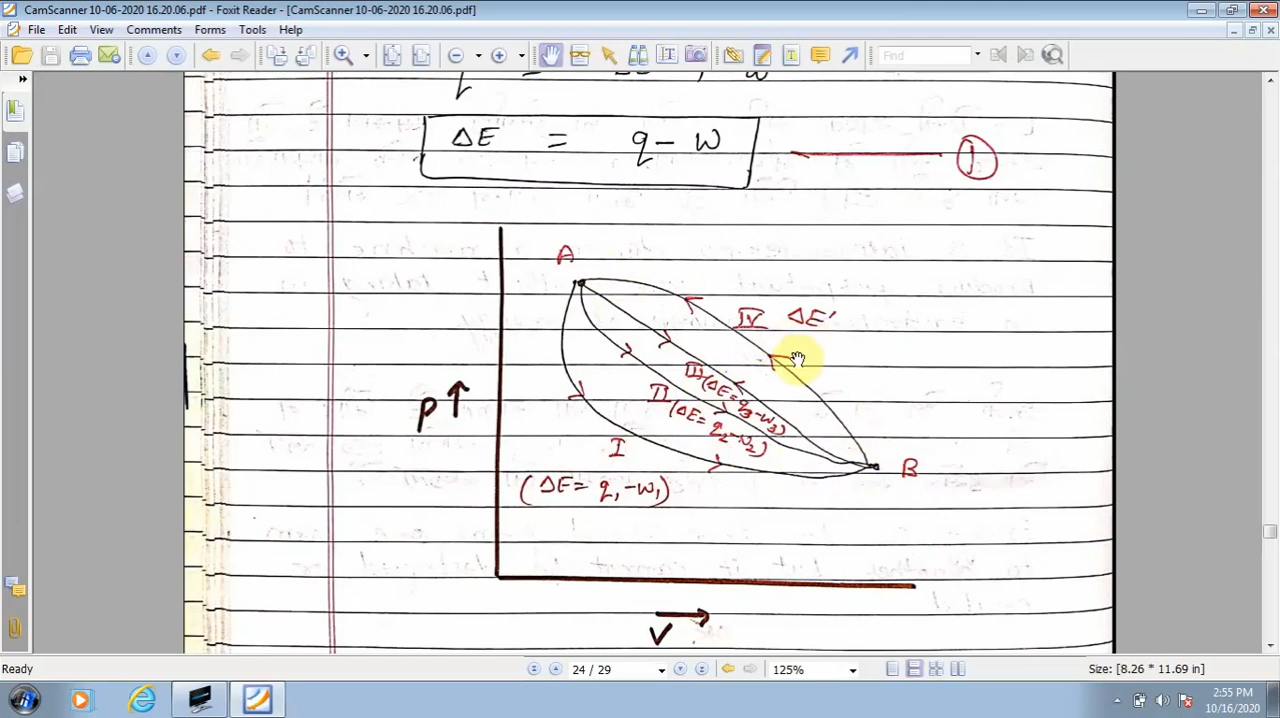 CamScanner 10-06-2020 16.20.06.pdf - Foxit Reader - [CamScanner 10-06-2020 16.20.06.pdf]
File Edit View Comments Forms Tools Help
Find
ΔE = q - w ①
A
IV ΔE'
III (ΔE = q3 - w3)
II (ΔE = q2 - w2)
P ↑
I
B
(ΔE = q1 - w1)
V
Ready
24 / 29
125%
Size: [8.26 * 11.69 in]
2:55 PM
10/16/2020